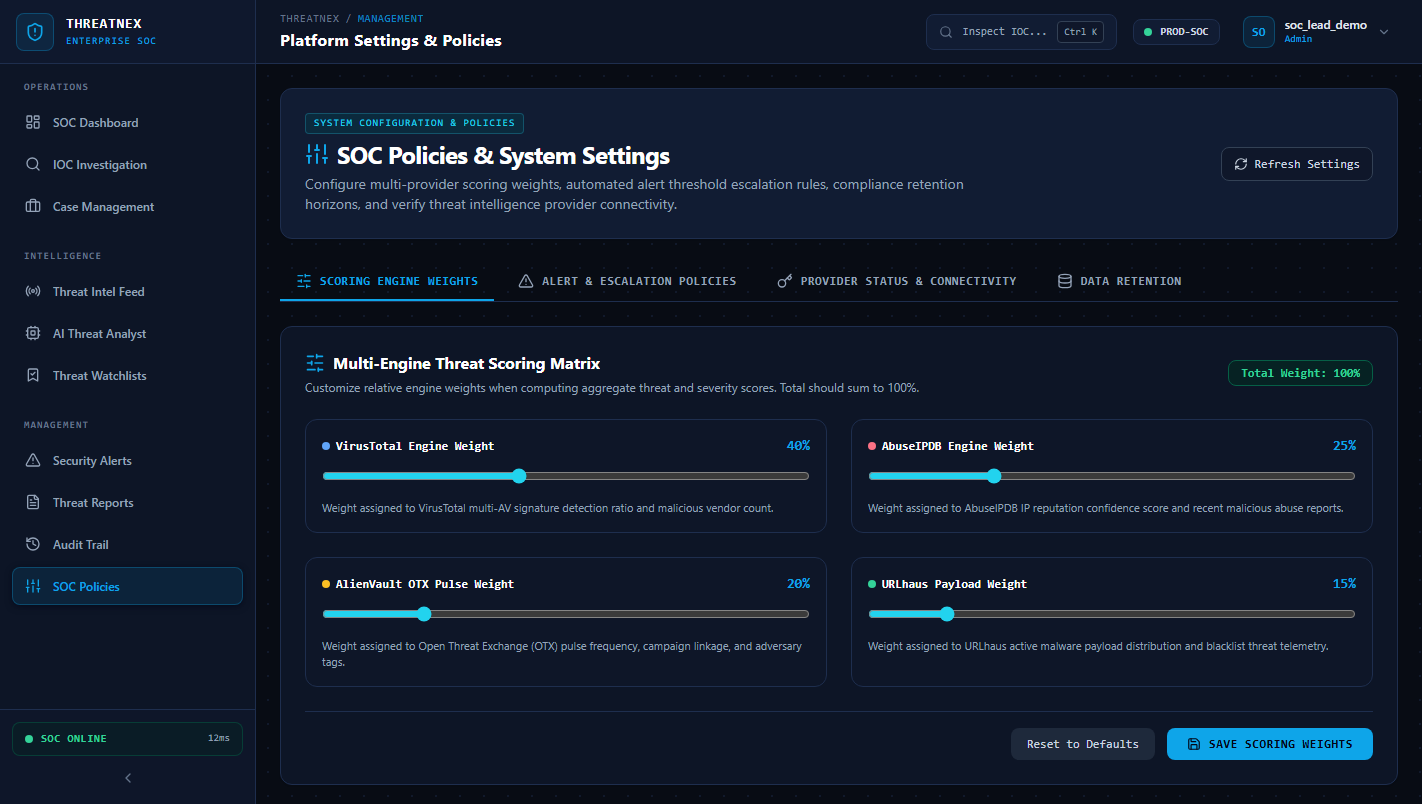 THREATNEX
ENTERPRISE SOC
OPERATIONS
SOC Dashboard
IOC Investigation
Case Management
INTELLIGENCE
Threat Intel Feed
AI Threat Analyst
Threat Watchlists
MANAGEMENT
Security Alerts
Threat Reports
Audit Trail
SOC Policies
SOC ONLINE 12ms
THREATNEX / MANAGEMENT
Platform Settings & Policies
Inspect IOC... Ctrl K
PROD-SOC
SO
soc_lead_demo
Admin
SYSTEM CONFIGURATION & POLICIES
SOC Policies & System Settings
Configure multi-provider scoring weights, automated alert threshold escalation rules, compliance retention
horizons, and verify threat intelligence provider connectivity.
Refresh Settings
SCORING ENGINE WEIGHTS
ALERT & ESCALATION POLICIES
PROVIDER STATUS & CONNECTIVITY
DATA RETENTION
Multi-Engine Threat Scoring Matrix
Customize relative engine weights when computing aggregate threat and severity scores. Total should sum to 100%.
Total Weight: 100%
VirusTotal Engine Weight 40%
Weight assigned to VirusTotal multi-AV signature detection ratio and malicious vendor count.
AbuseIPDB Engine Weight 25%
Weight assigned to AbuseIPDB IP reputation confidence score and recent malicious abuse reports.
AlienVault OTX Pulse Weight 20%
Weight assigned to Open Threat Exchange (OTX) pulse frequency, campaign linkage, and adversary
tags.
URLhaus Payload Weight 15%
Weight assigned to URLhaus active malware payload distribution and blacklist threat telemetry.
Reset to Defaults
SAVE SCORING WEIGHTS